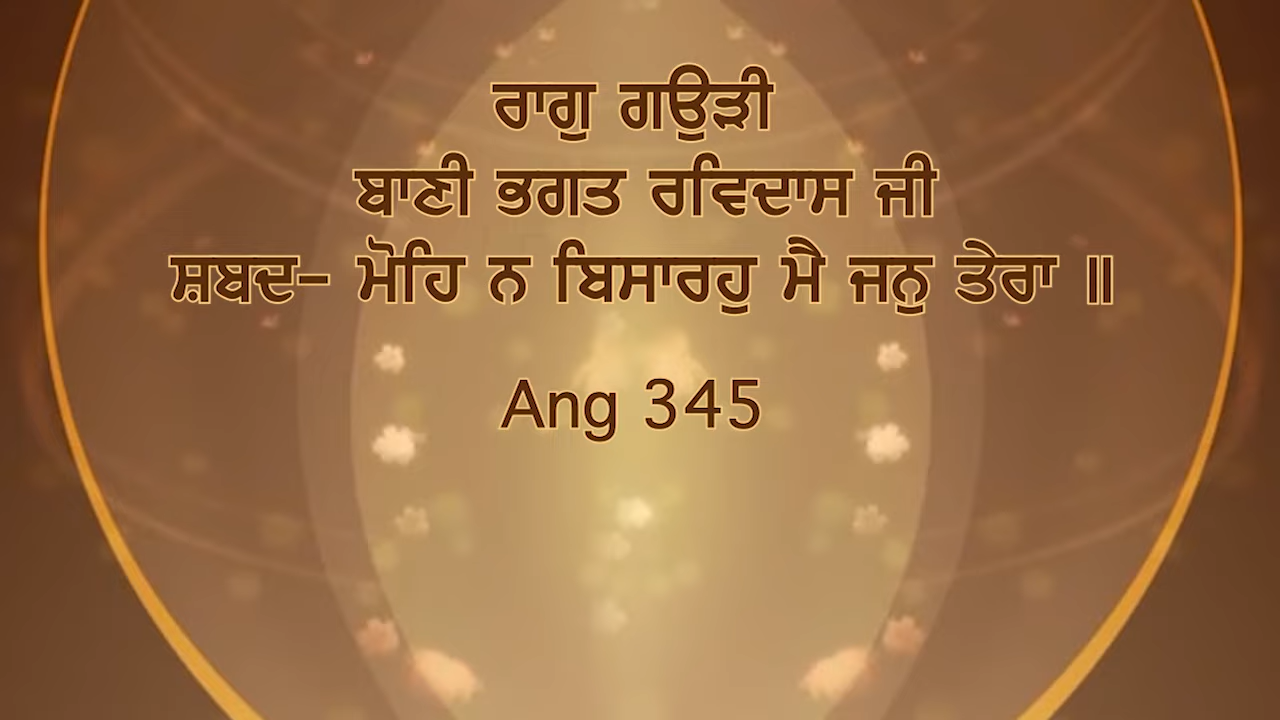 ਰਾਗੁ ਗਉੜੀ
ਬਾਣੀ ਭਗਤ ਰਵਿਦਾਸ ਜੀ
ਸ਼ਬਦ- ਮੋਹਿ ਨ ਬਿਸਾਰਹੁ ਮੈ ਜਨੁ ਤੇਰਾ ॥
Ang 345